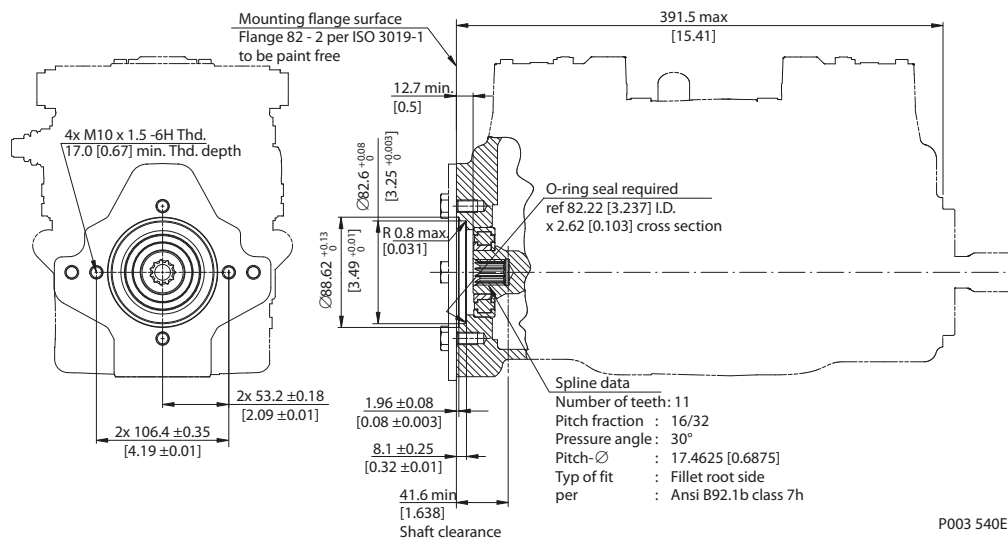 Mounting flange surface
Flange 82 - 2 per ISO 3019-1
to be paint free
391.5 max
[15.41]
12.7 min.
[0.5]
4x M10 x 1.5 -6H Thd.
17.0 [0.67] min. Thd. depth
Ø82.6 +0.08 0
[3.25 +0.003 0]
O-ring seal required
ref 82.22 [3.237] I.D.
x 2.62 [0.103] cross section
R 0.8 max.
[0.031]
Ø88.62 +0.13 0
[3.49 +0.01 0]
2x 53.2 ±0.18
[2.09 ±0.01]
2x 106.4 ±0.35
[4.19 ±0.01]
1.96 ±0.08
[0.08 ±0.003]
8.1 ±0.25
[0.32 ±0.01]
41.6 min
[1.638]
Shaft clearance
Spline data
Number of teeth: 11
Pitch fraction : 16/32
Pressure angle : 30°
Pitch-Ø : 17.4625 [0.6875]
Typ of fit : Fillet root side
per : Ansi B92.1b class 7h
P003 540E